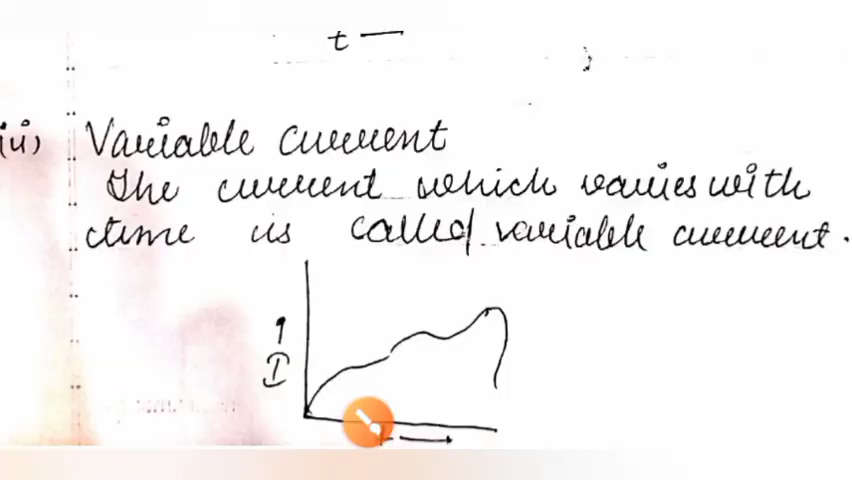 t —
(ii) Variable current
The current which varies with
time is called variable current.
I
t